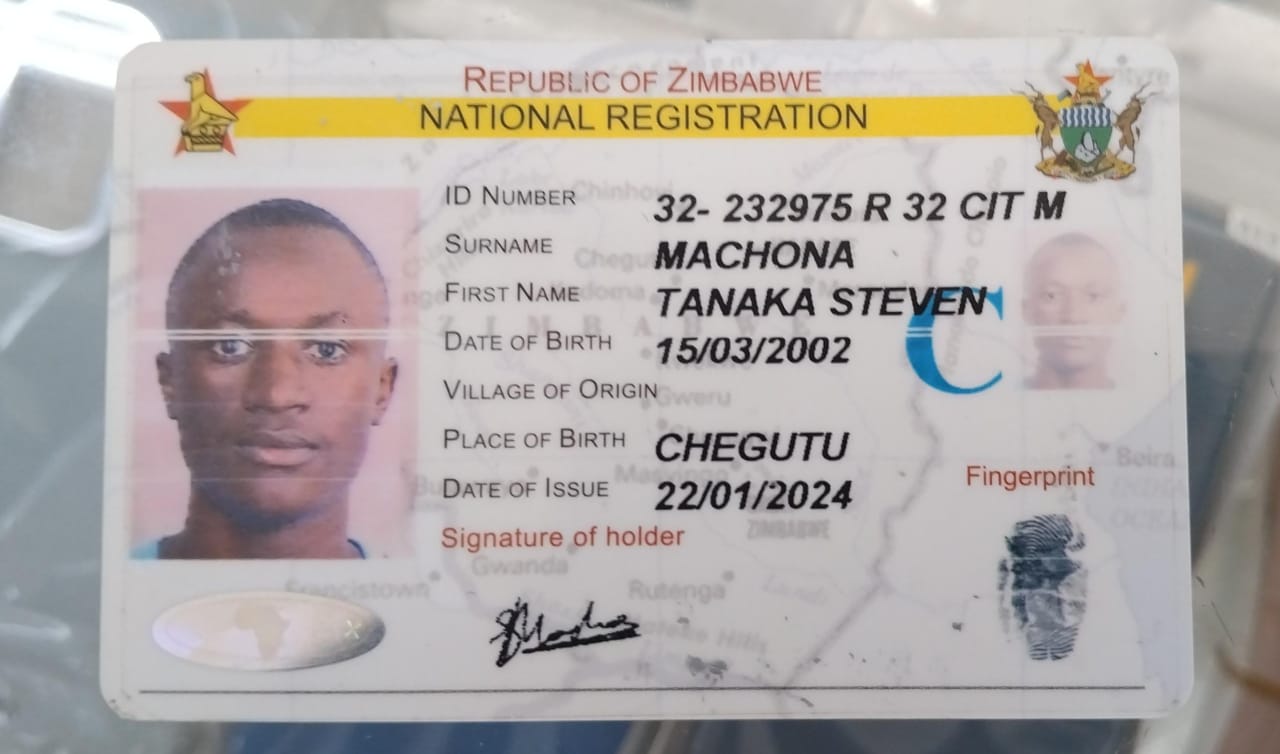 REPUBLIC OF ZIMBABWE
NATIONAL REGISTRATION
ID NUMBER 32- 232975 R 32 CIT M
SURNAME MACHONA
FIRST NAME TANAKA STEVEN
DATE OF BIRTH 15/03/2002
C
VILLAGE OF ORIGIN
PLACE OF BIRTH CHEGUTU
DATE OF ISSUE 22/01/2024
Fingerprint
Signature of holder
Chinhoyi
ZIMBABWE
Gweru
Beira
Masvingo
ZIMBABWE
Gwanda
Francistown
Rutenga